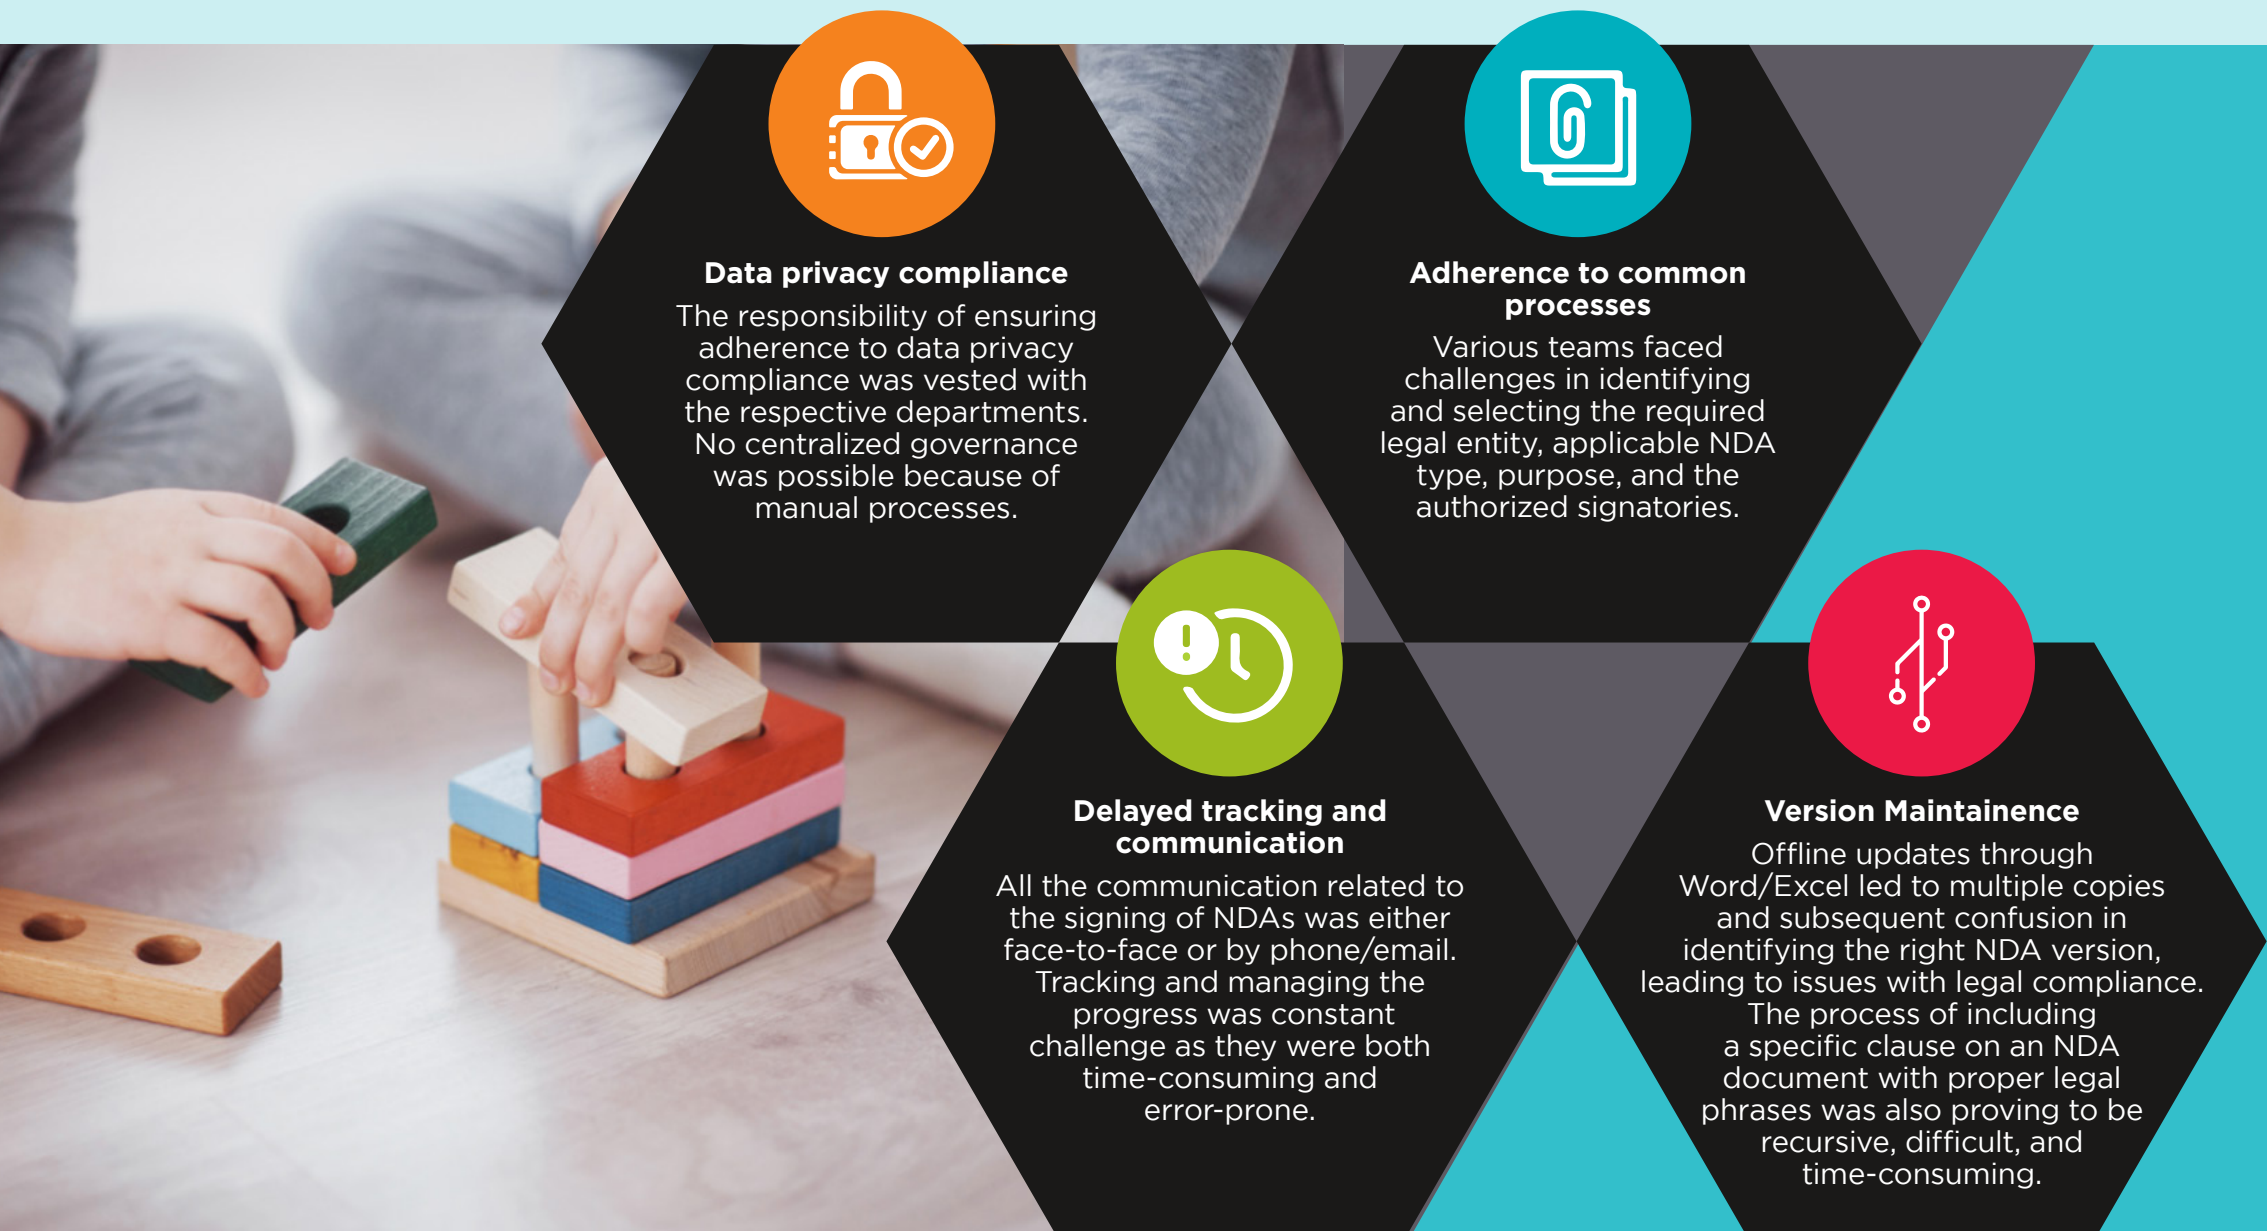 Data privacy compliance
The responsibility of ensuring
adherence to data privacy
compliance was vested with
the respective departments.
No centralized governance
was possible because of
manual processes.
Adherence to common
processes
Various teams faced
challenges in identifying
and selecting the required
legal entity, applicable NDA
type, purpose, and the
authorized signatories.
Delayed tracking and
communication
All the communication related to
the signing of NDAs was either
face-to-face or by phone/email.
Tracking and managing the
progress was constant
challenge as they were both
time-consuming and
error-prone.
Version Maintainence
Offline updates through
Word/Excel led to multiple copies
and subsequent confusion in
identifying the right NDA version,
leading to issues with legal compliance.
The process of including
a specific clause on an NDA
document with proper legal
phrases was also proving to be
recursive, difficult, and
time-consuming.